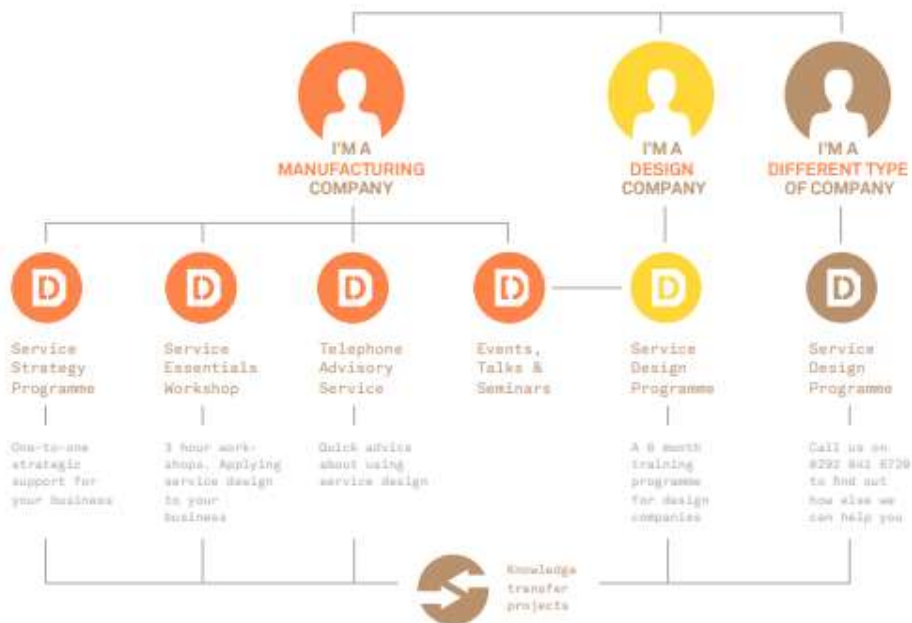 I'M A
MANUFACTURING
COMPANY
I'M A
DESIGN
COMPANY
I'M A
DIFFERENT TYPE
OF COMPANY
D
D
D
D
D
D
Service
Strategy
Programme
Service
Essentials
Workshop
Telephone
Advisory
Service
Events,
Talks &
Seminars
Service
Design
Programme
Service
Design
Programme
One-to-one
strategic
support for
your business
3 hour work-
shops. Applying
service design
to your
business
Quick advice
about using
service design
A 6 month
training
programme
for design
companies
Call us on
to find out
how else we
can help you
Knowledge
transfer
projects